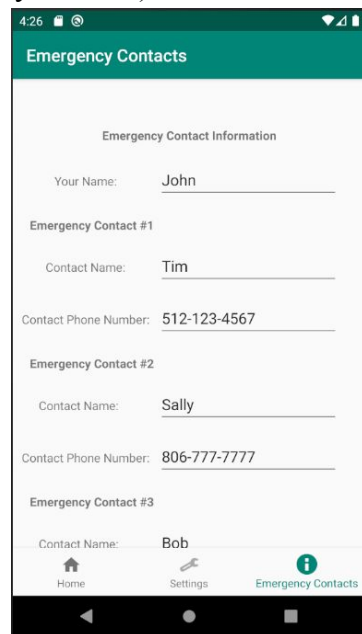 4:26
Emergency Contacts
Emergency Contact Information
Your Name: John
Emergency Contact #1
Contact Name: Tim
Contact Phone Number: 512-123-4567
Emergency Contact #2
Contact Name: Sally
Contact Phone Number: 806-777-7777
Emergency Contact #3
Contact Name: Bob
Home Settings Emergency Contacts